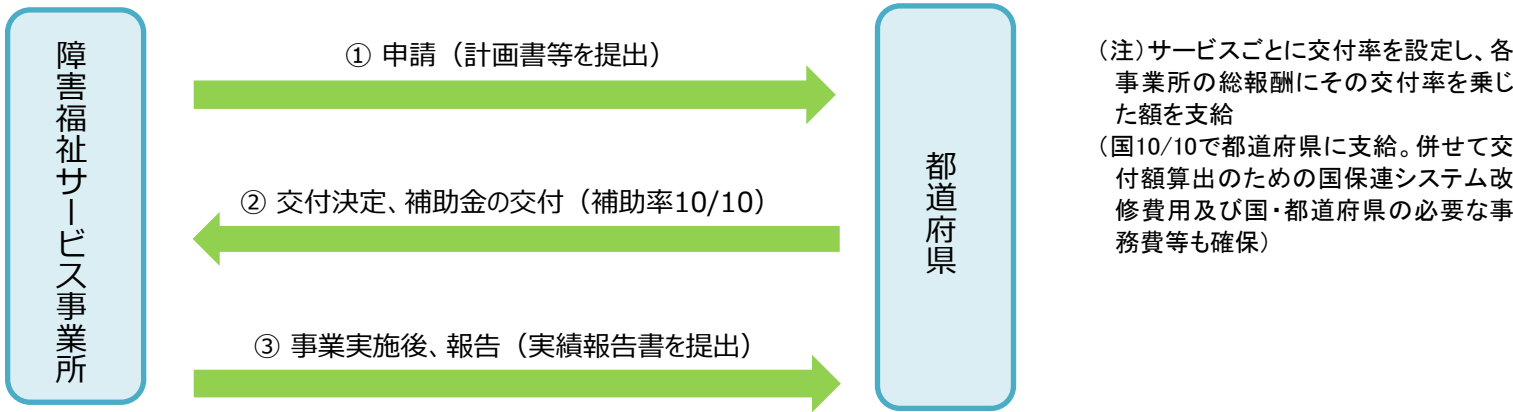 障害福祉サービス事業所
① 申請（計画書等を提出）
② 交付決定、補助金の交付（補助率10/10）
③ 事業実施後、報告（実績報告書を提出）
都道府県
（注）サービスごとに交付率を設定し、各
事業所の総報酬にその交付率を乗じ
た額を支給
（国10/10で都道府県に支給。併せて交
付額算出のための国保連システム改
修費用及び国・都道府県の必要な事
務費等も確保）